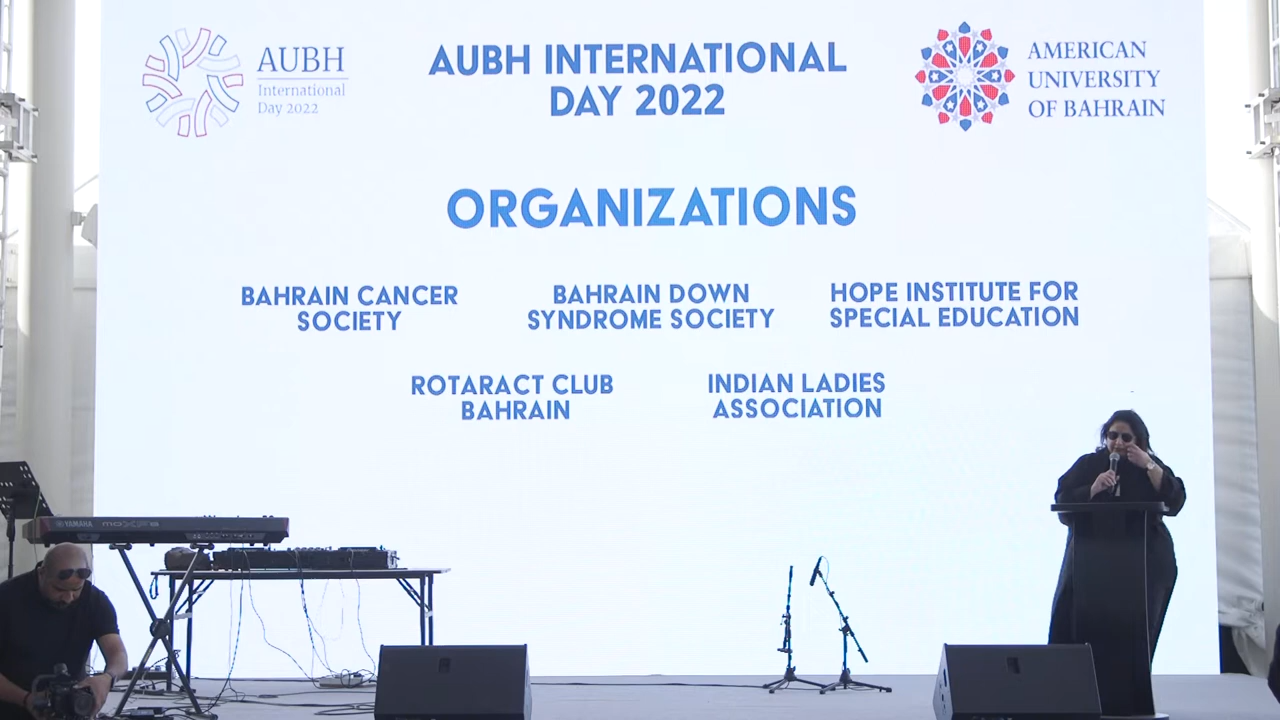 AUBH
International
Day 2022
AUBH INTERNATIONAL
DAY 2022
AMERICAN
UNIVERSITY
OF BAHRAIN
ORGANIZATIONS
BAHRAIN CANCER
SOCIETY
BAHRAIN DOWN
SYNDROME SOCIETY
HOPE INSTITUTE FOR
SPECIAL EDUCATION
ROTARACT CLUB
BAHRAIN
INDIAN LADIES
ASSOCIATION
YAMAHA